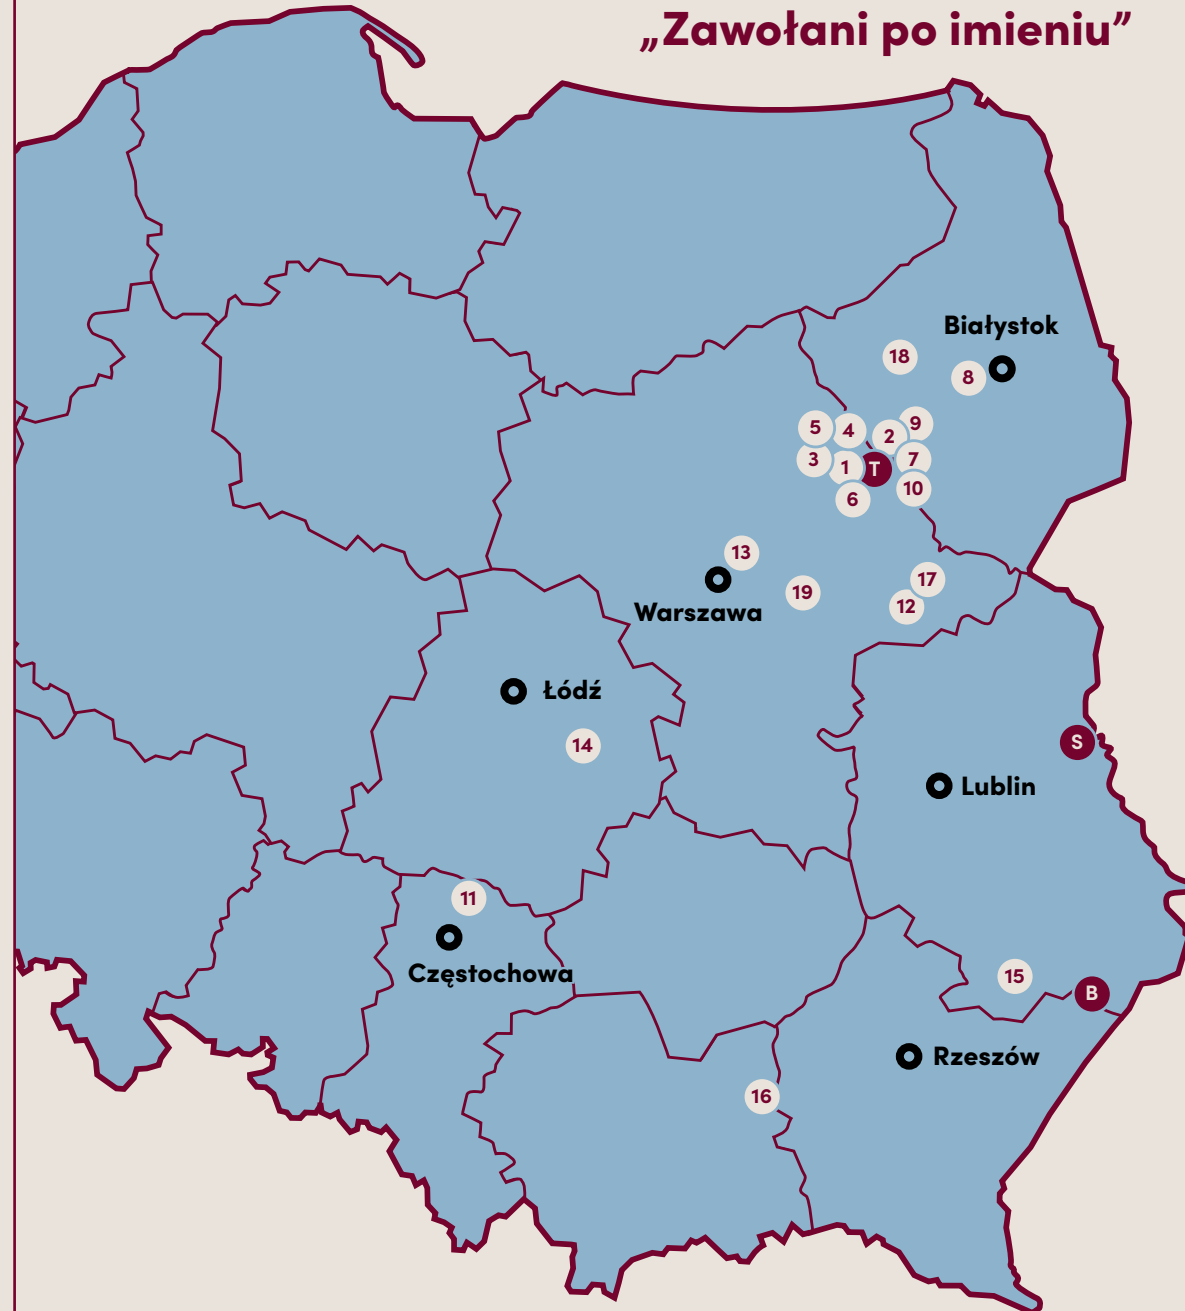 „Zawołani po imieniu”
Białystok
18
8
5
4
2
9
3
1
T
7
6
10
13
Warszawa
19
17
12
Łódź
14
S
Lublin
11
Częstochowa
15
B
Rzeszów
16